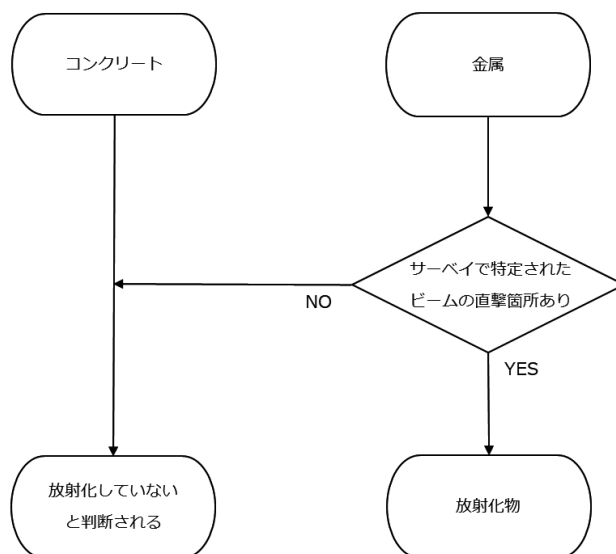 コンクリート
金属
サーベイで特定された
ビームの直撃箇所あり
NO
YES
放射化していない
と判断される
放射化物